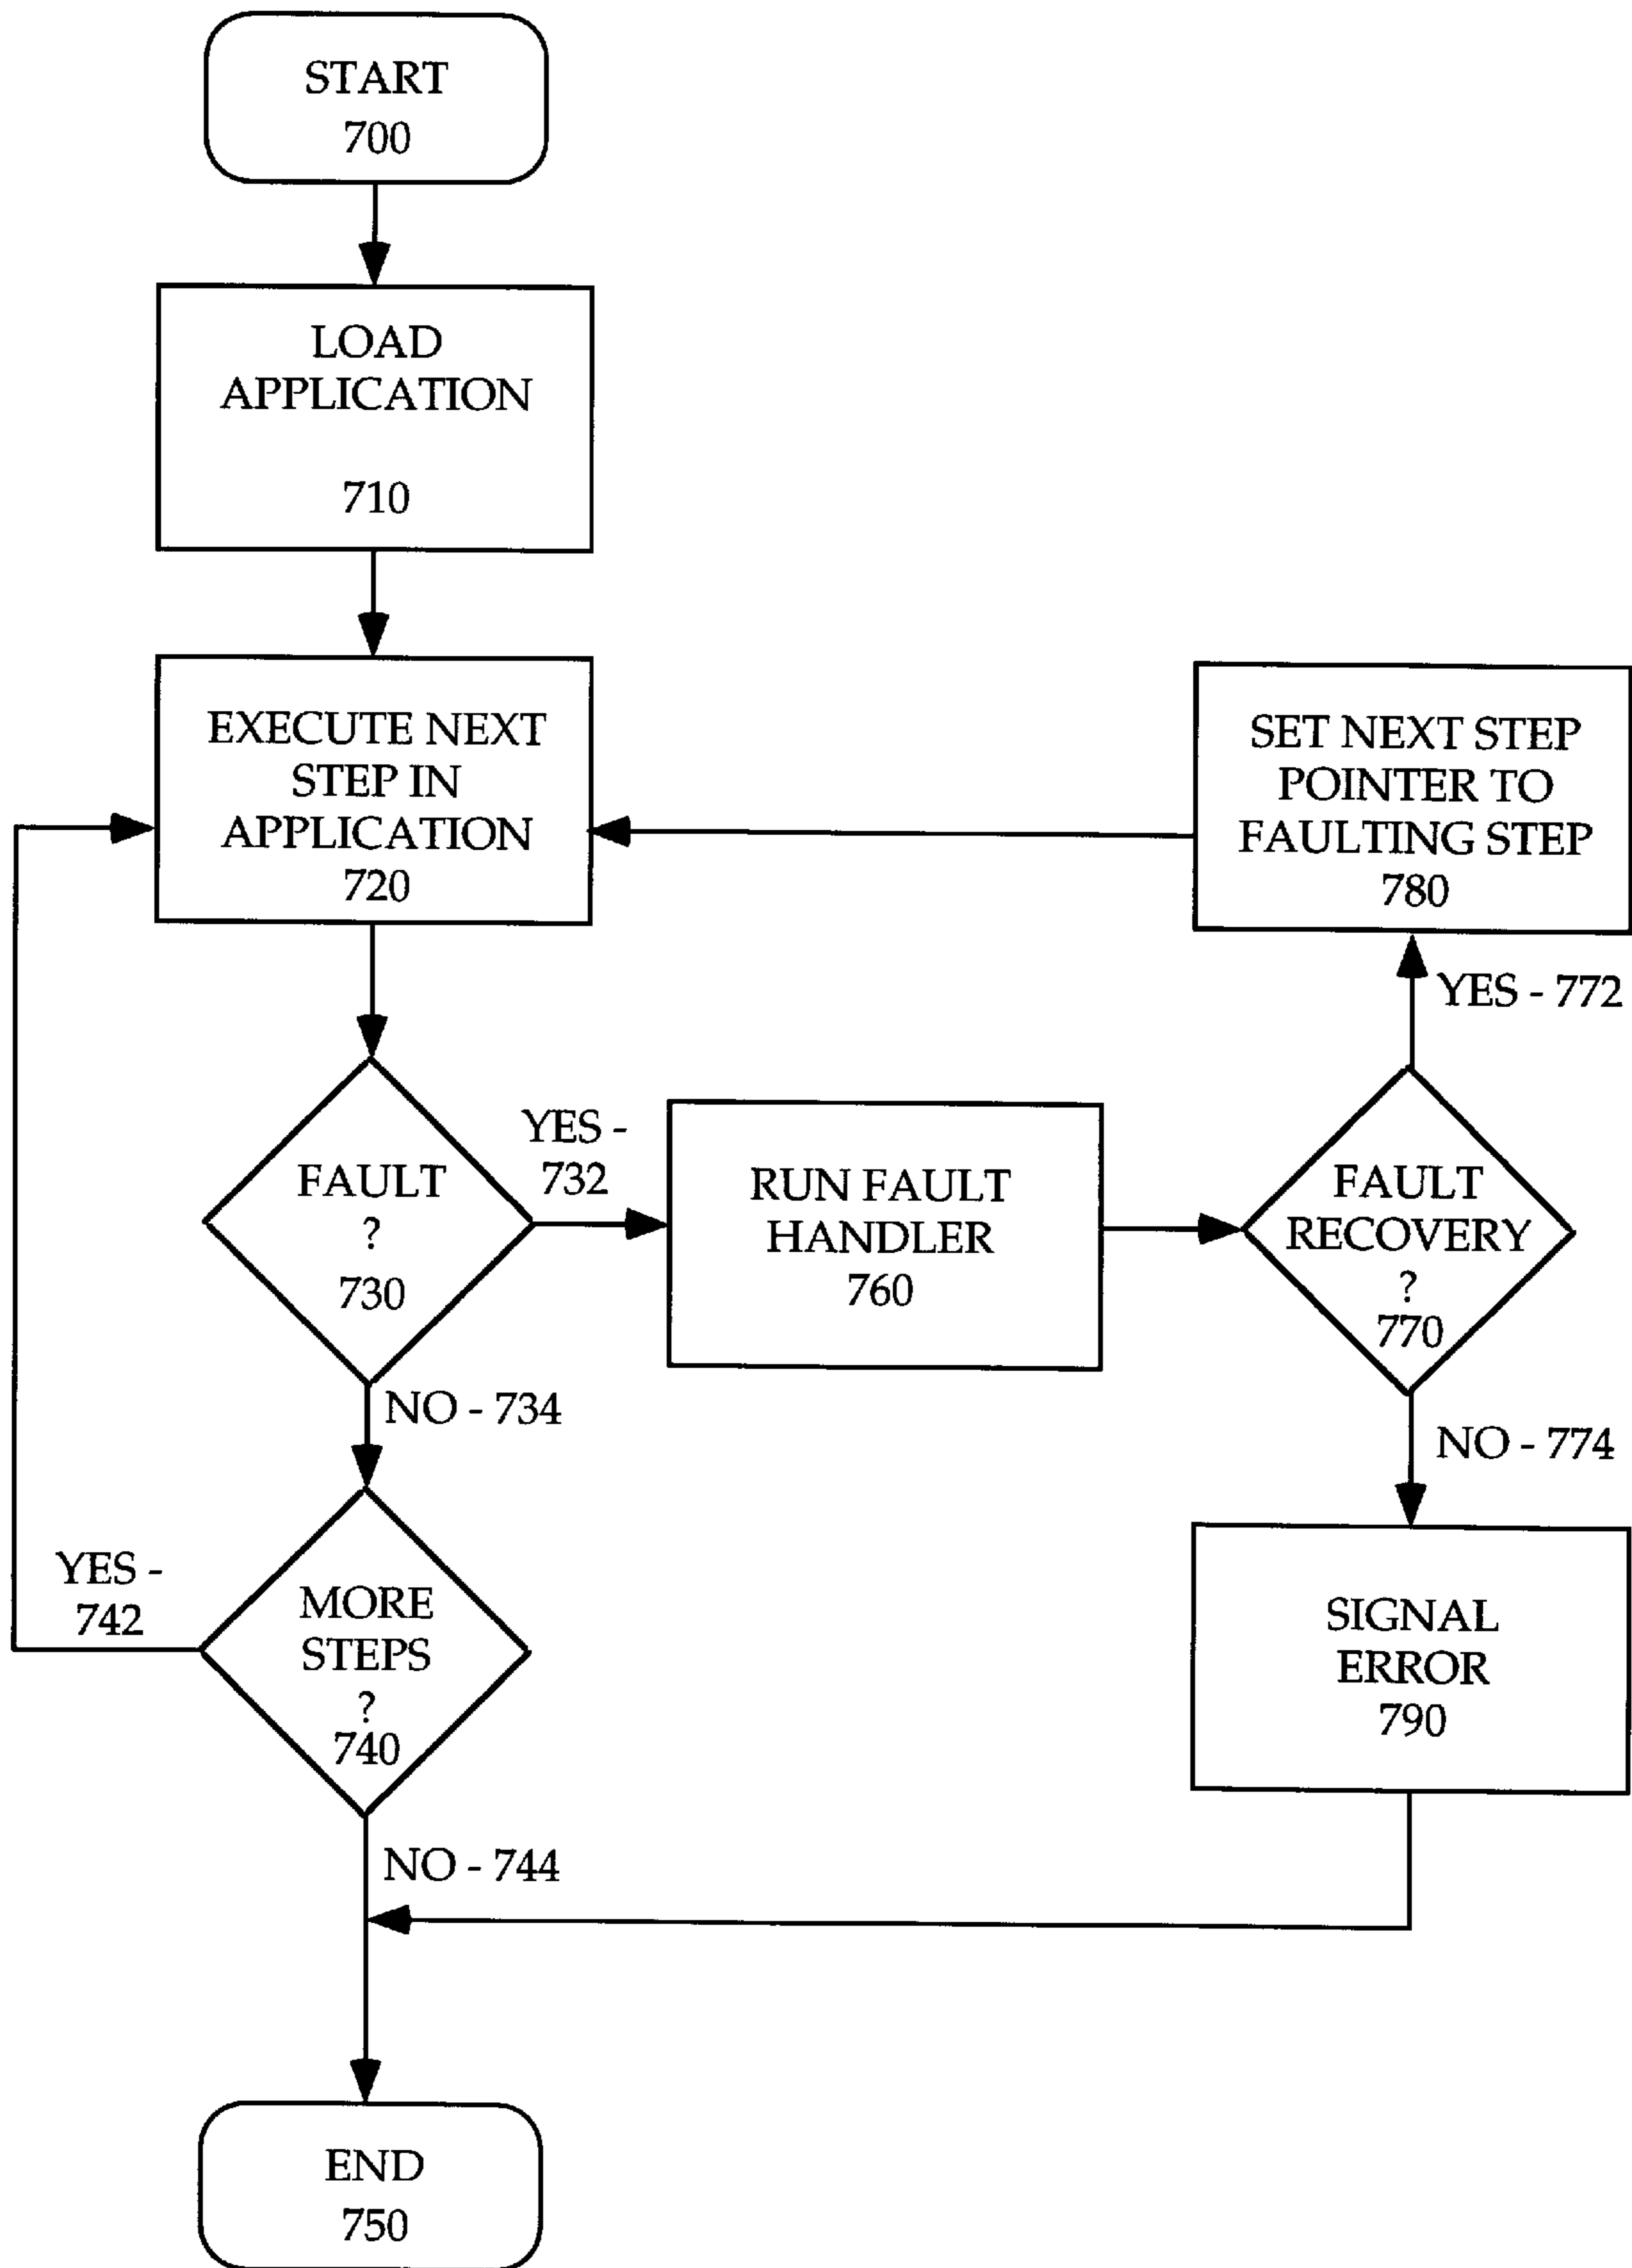 START
700
LOAD
APPLICATION
710
EXECUTE NEXT
STEP IN
APPLICATION
720
SET NEXT STEP
POINTER TO
FAULTING STEP
780
YES - 772
FAULT
?
730
YES -
732
RUN FAULT
HANDLER
760
FAULT
RECOVERY
?
770
NO - 734
NO - 774
YES -
742
MORE
STEPS
?
740
SIGNAL
ERROR
790
NO - 744
END
750